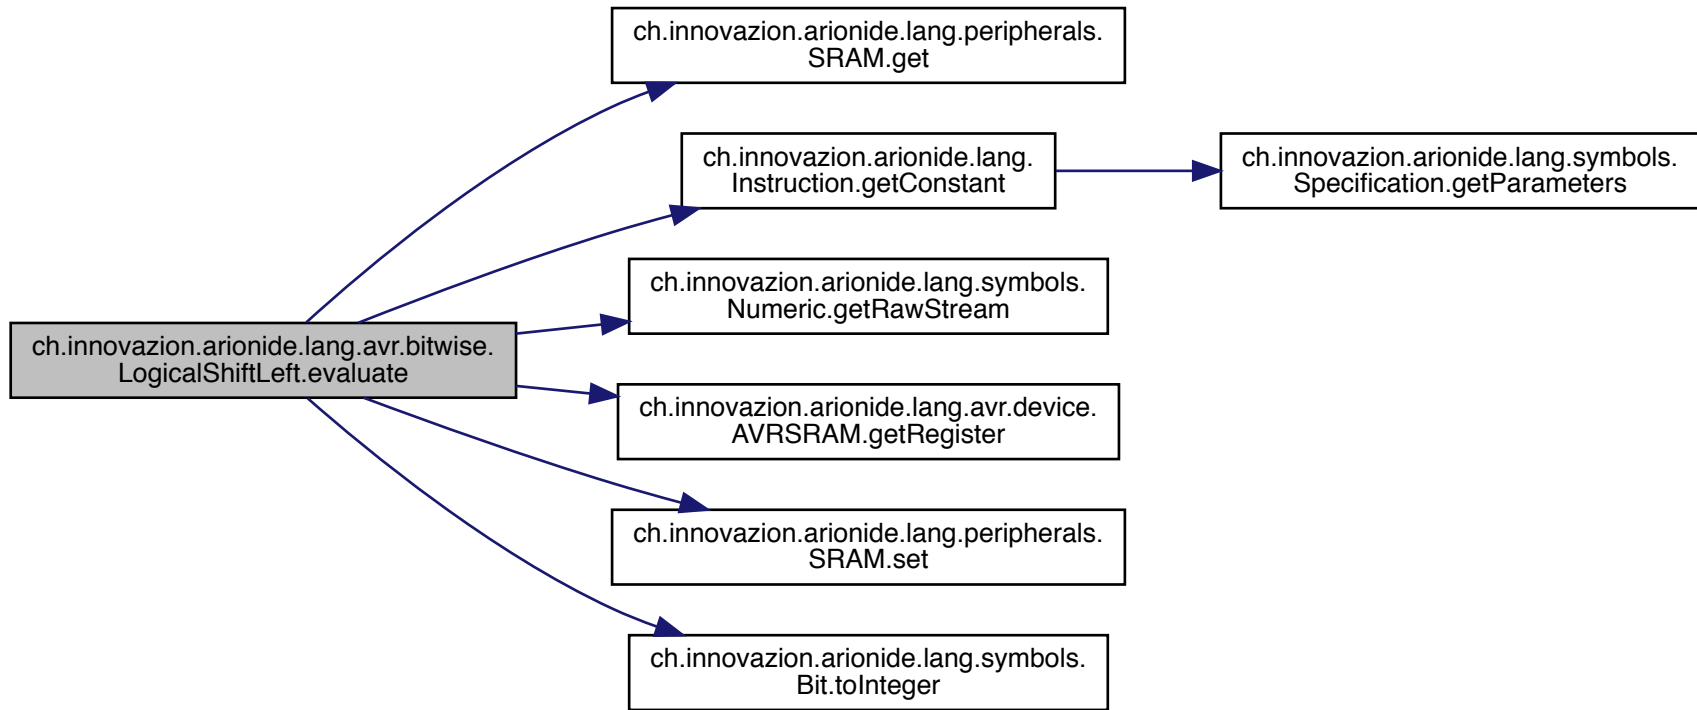 ch.innovazion.arionide.lang.peripherals.
SRAM.get
ch.innovazion.arionide.lang.
Instruction.getConstant
ch.innovazion.arionide.lang.symbols.
Specification.getParameters
ch.innovazion.arionide.lang.symbols.
Numeric.getRawStream
ch.innovazion.arionide.lang.avr.bitwise.
LogicalShiftLeft.evaluate
ch.innovazion.arionide.lang.avr.device.
AVRSRAM.getRegister
ch.innovazion.arionide.lang.peripherals.
SRAM.set
ch.innovazion.arionide.lang.symbols.
Bit.toInteger